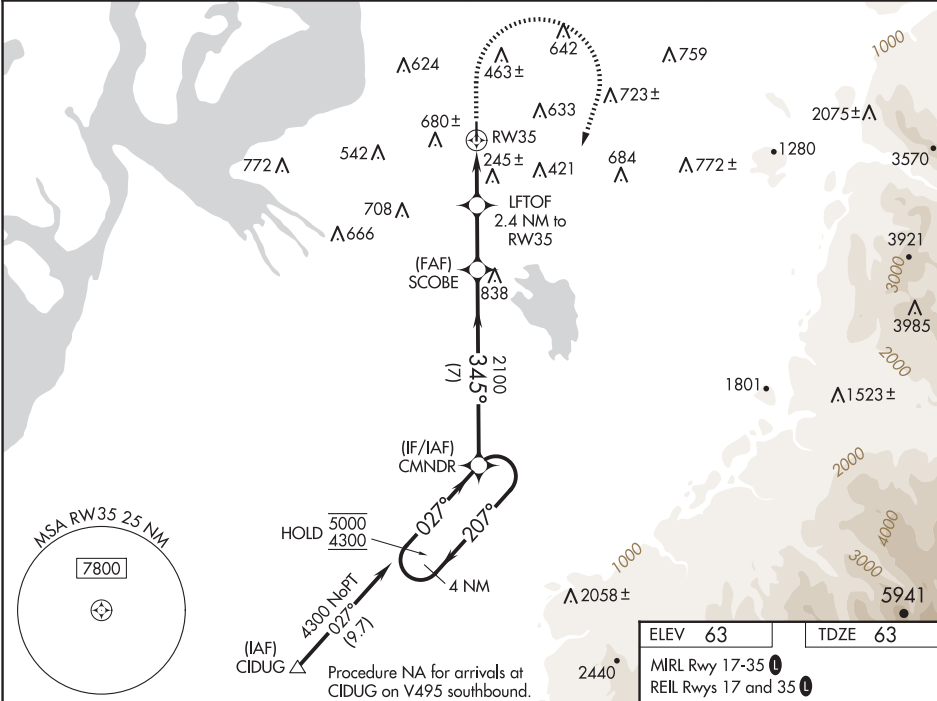 1000
642
624
463±
759
723±
633
2075±
680±
RW35
772
542
245±
421
684
772±
1280
3570
LFTOF
2.4 NM to
RW35
708
666
(FAF)
SCOBE
838
3921
3000
3985
2000
2100
345°
(7)
1801
1523±
(IF/IAF)
CMNDR
2000
MSA RW35 25 NM
7800
HOLD 5000
4300
027°
207°
4 NM
4000
3000
1000
4300 NoPT
027°
(9.7)
2058±
5941
(IAF)
CIDUG
Procedure NA for arrivals at
CIDUG on V495 southbound.
2440
ELEV 63
TDZE 63
MIRL Rwy 17-35 L
REIL Rwys 17 and 35 L